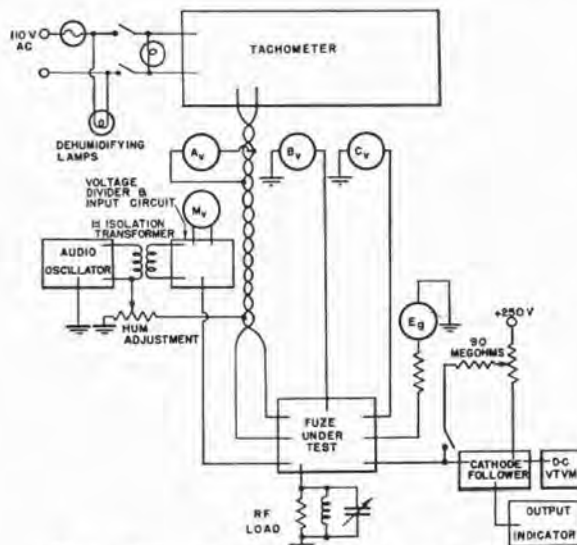 110 V
AC
TACHOMETER
DEHUMIDIFYING
LAMPS
AV
BV
CV
VOLTAGE
DIVIDER &
INPUT CIRCUIT
MV
1:1 ISOLATION
TRANSFORMER
AUDIO
OSCILLATOR
HUM
ADJUSTMENT
Eg
+250 V
90
MEGOHMS
FUZE
UNDER
TEST
CATHODE
FOLLOWER
D-C
VTVM
RF
LOAD
OUTPUT
INDICATOR